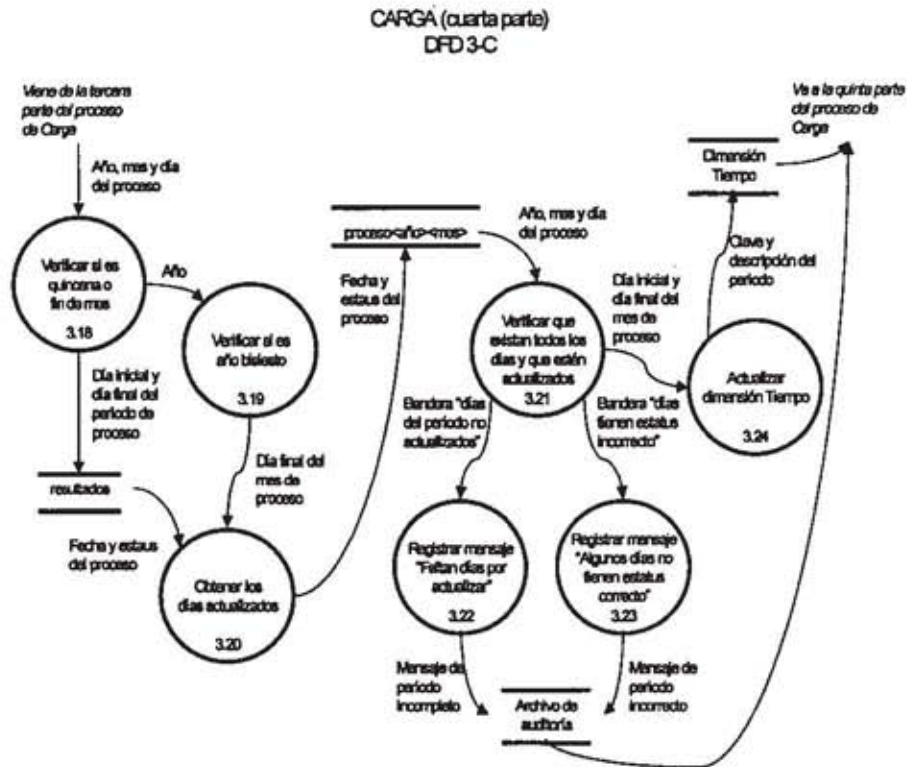 CARGA (cuarta parte)
DFD 3-C
Viene de la tercera
parte del proceso
de Carga
Va a la quinta parte
del proceso de
Carga
Año, mes y día
del proceso
Dimensión
Tiempo
proceso<año><mes>
Año, mes y día
del proceso
Verificar si es
quincena o
fin de mes
3.18
Año
Verificar si es
año bisiesto
3.19
Fecha y
estaus del
proceso
Verificar que
existan todos los
días y que estén
actualizados
3.21
Día inicial y
día final del
mes de
proceso
Clave y
descripción del
período
Actualizar
dimensión Tiempo
3.24
Día inicial y
día final del
período de
proceso
Bandera "días
del período no
actualizados"
Bandera "días
tienen estatus
incorrecto"
resultados
Día final del
mes de
proceso
Fecha y estaus
del proceso
Obtener los
días actualizados
3.20
Registrar mensaje
"Faltan días por
actualizar"
3.22
Registrar mensaje
"Algunos días no
tienen estatus
correcto"
3.23
Mensaje de
período
incompleto
Archivo de
auditoría
Mensaje de
período
incorrecto